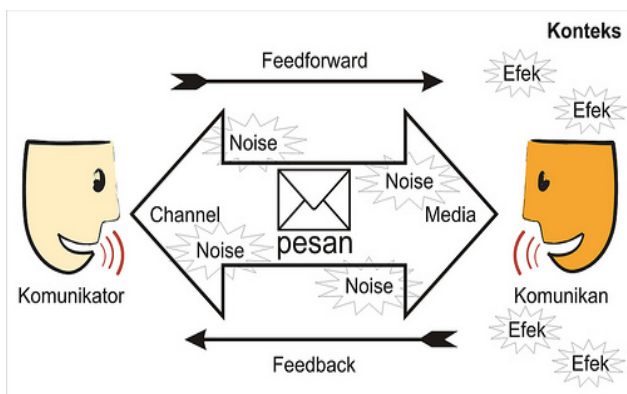 Konteks
Feedforward
Efek
Efek
Noise
Noise
Channel
Media
pesan
Noise
Noise
Komunikator
Komunikan
Efek
Feedback
Efek